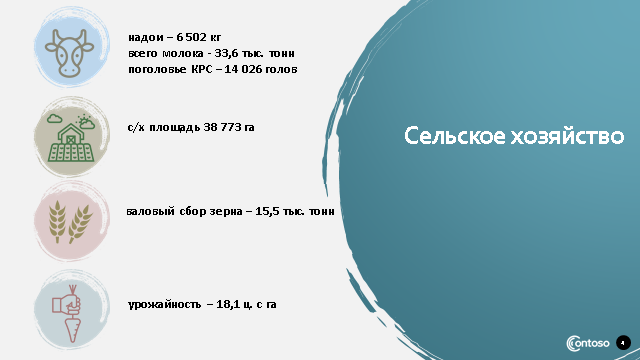 надои – 6 502 кг
всего молока - 33,6 тыс. тонн
поголовье КРС – 14 026 голов
с/х площадь 38 773 га
Сельское хозяйство
валовый сбор зерна – 15,5 тыс. тонн
урожайность – 18,1 ц. с га
Contoso
4